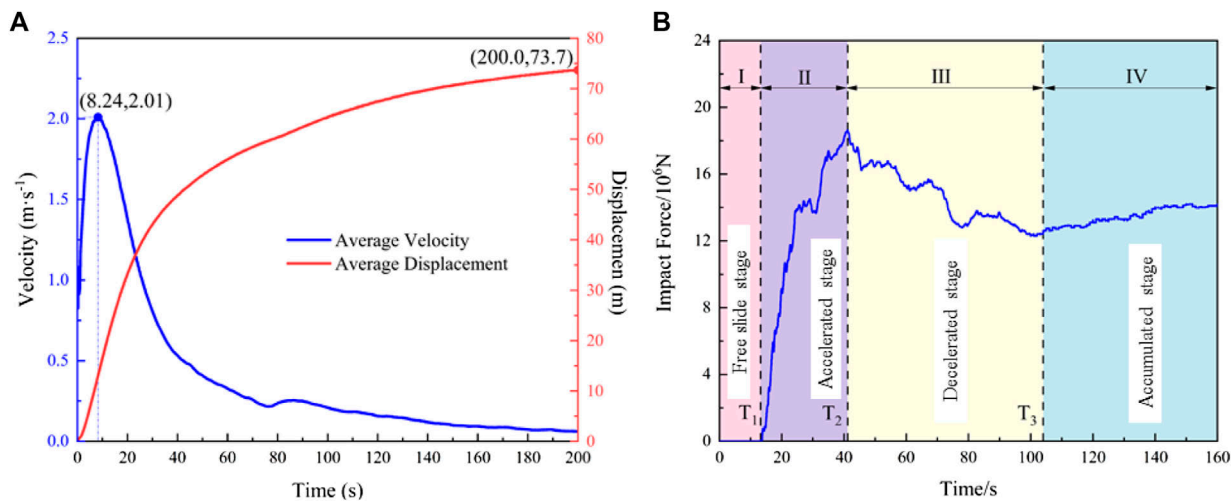 A
2.5
2.0
1.5
1.0
0.5
0.0
Velocity (m·s-1)
(8.24,2.01)
(200.0,73.7)
Average Velocity
Average Displacement
80
70
60
50
40
30
20
10
0
Displacemen (m)
0 20 40 60 80 100 120 140 160 180 200
Time (s)
B
24
20
16
12
8
4
0
Impact Force/10⁶N
I II III IV
Free slide stage
Accelerated stage
Decelerated stage
Accumulated stage
T1 T2 T3
0 20 40 60 80 100 120 140 160
Time/s